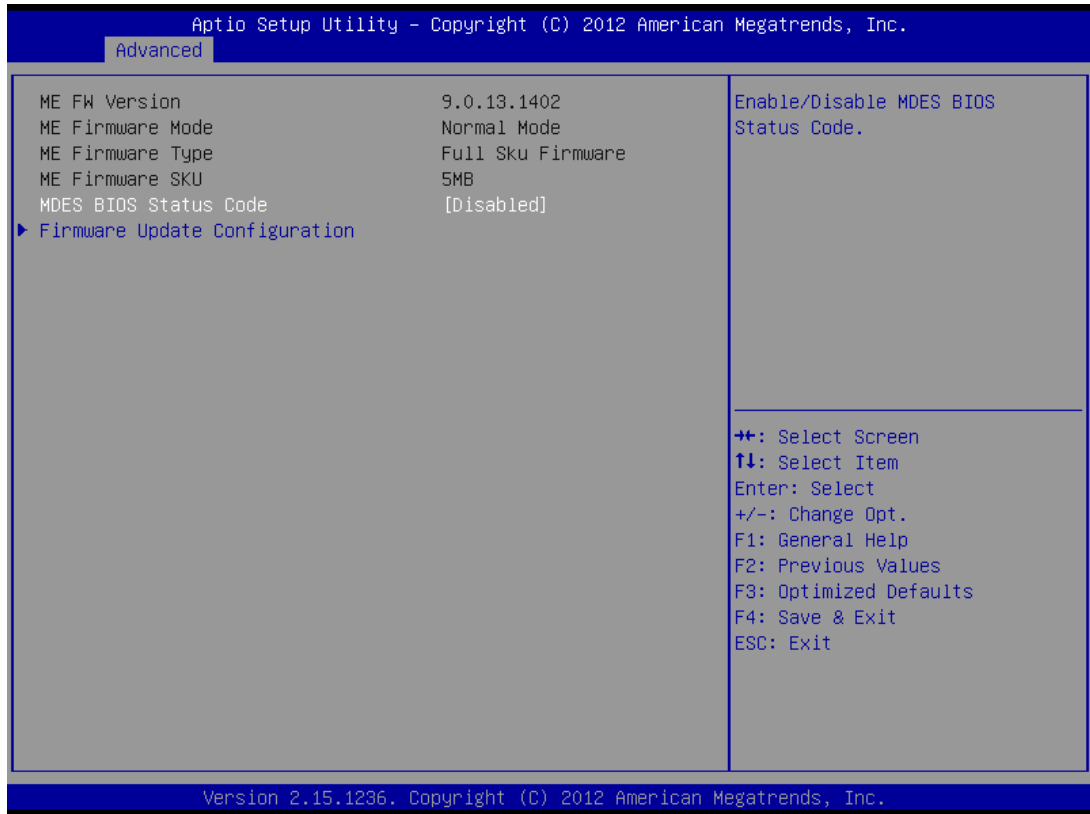 Aptio Setup Utility – Copyright (C) 2012 American Megatrends, Inc.
Advanced
ME FW Version 9.0.13.1402
ME Firmware Mode Normal Mode
ME Firmware Type Full Sku Firmware
ME Firmware SKU 5MB
MDES BIOS Status Code [Disabled]
Firmware Update Configuration
Enable/Disable MDES BIOS
Status Code.
→←: Select Screen
↑↓: Select Item
Enter: Select
+/-: Change Opt.
F1: General Help
F2: Previous Values
F3: Optimized Defaults
F4: Save & Exit
ESC: Exit
Version 2.15.1236. Copyright (C) 2012 American Megatrends, Inc.